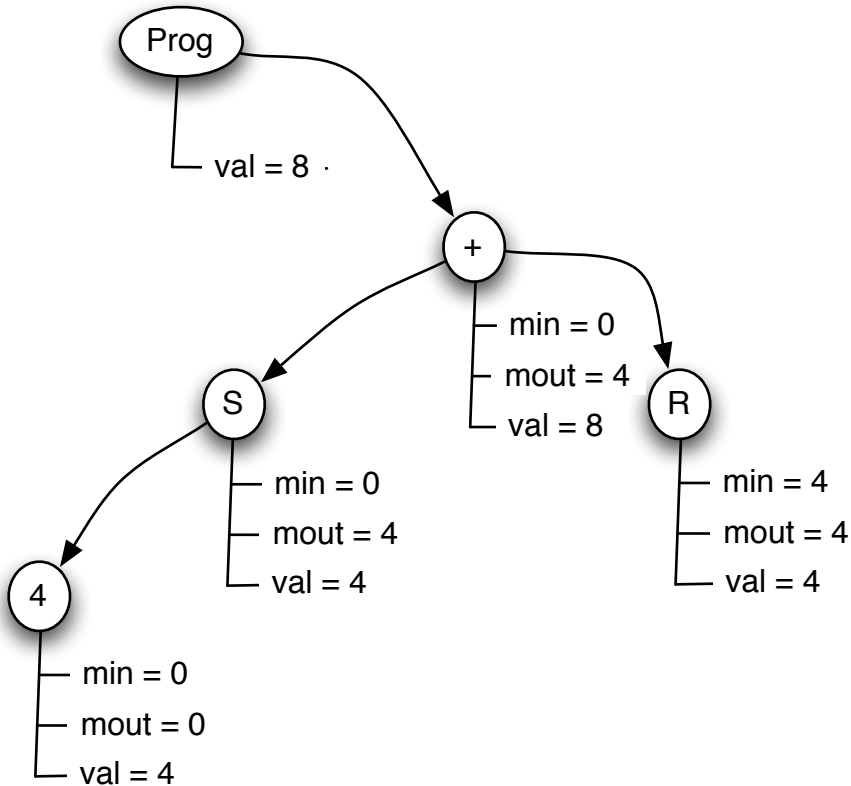 Prog
val = 8 .
+
min = 0
mout = 4
val = 8
S
min = 0
mout = 4
val = 4
R
min = 4
mout = 4
val = 4
4
min = 0
mout = 0
val = 4